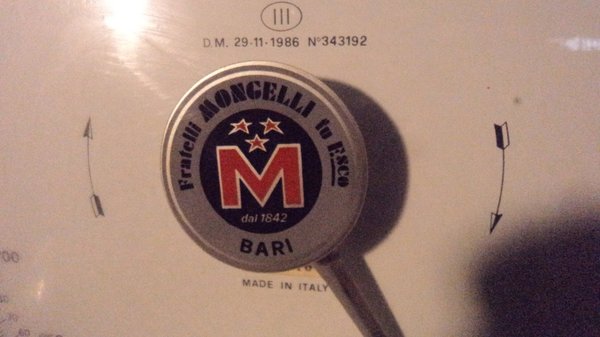 III
D.M. 29-11-1986 N°343192
Fratelli MONGELLI fu Esco
M
dal 1842
BARI
MADE IN ITALY